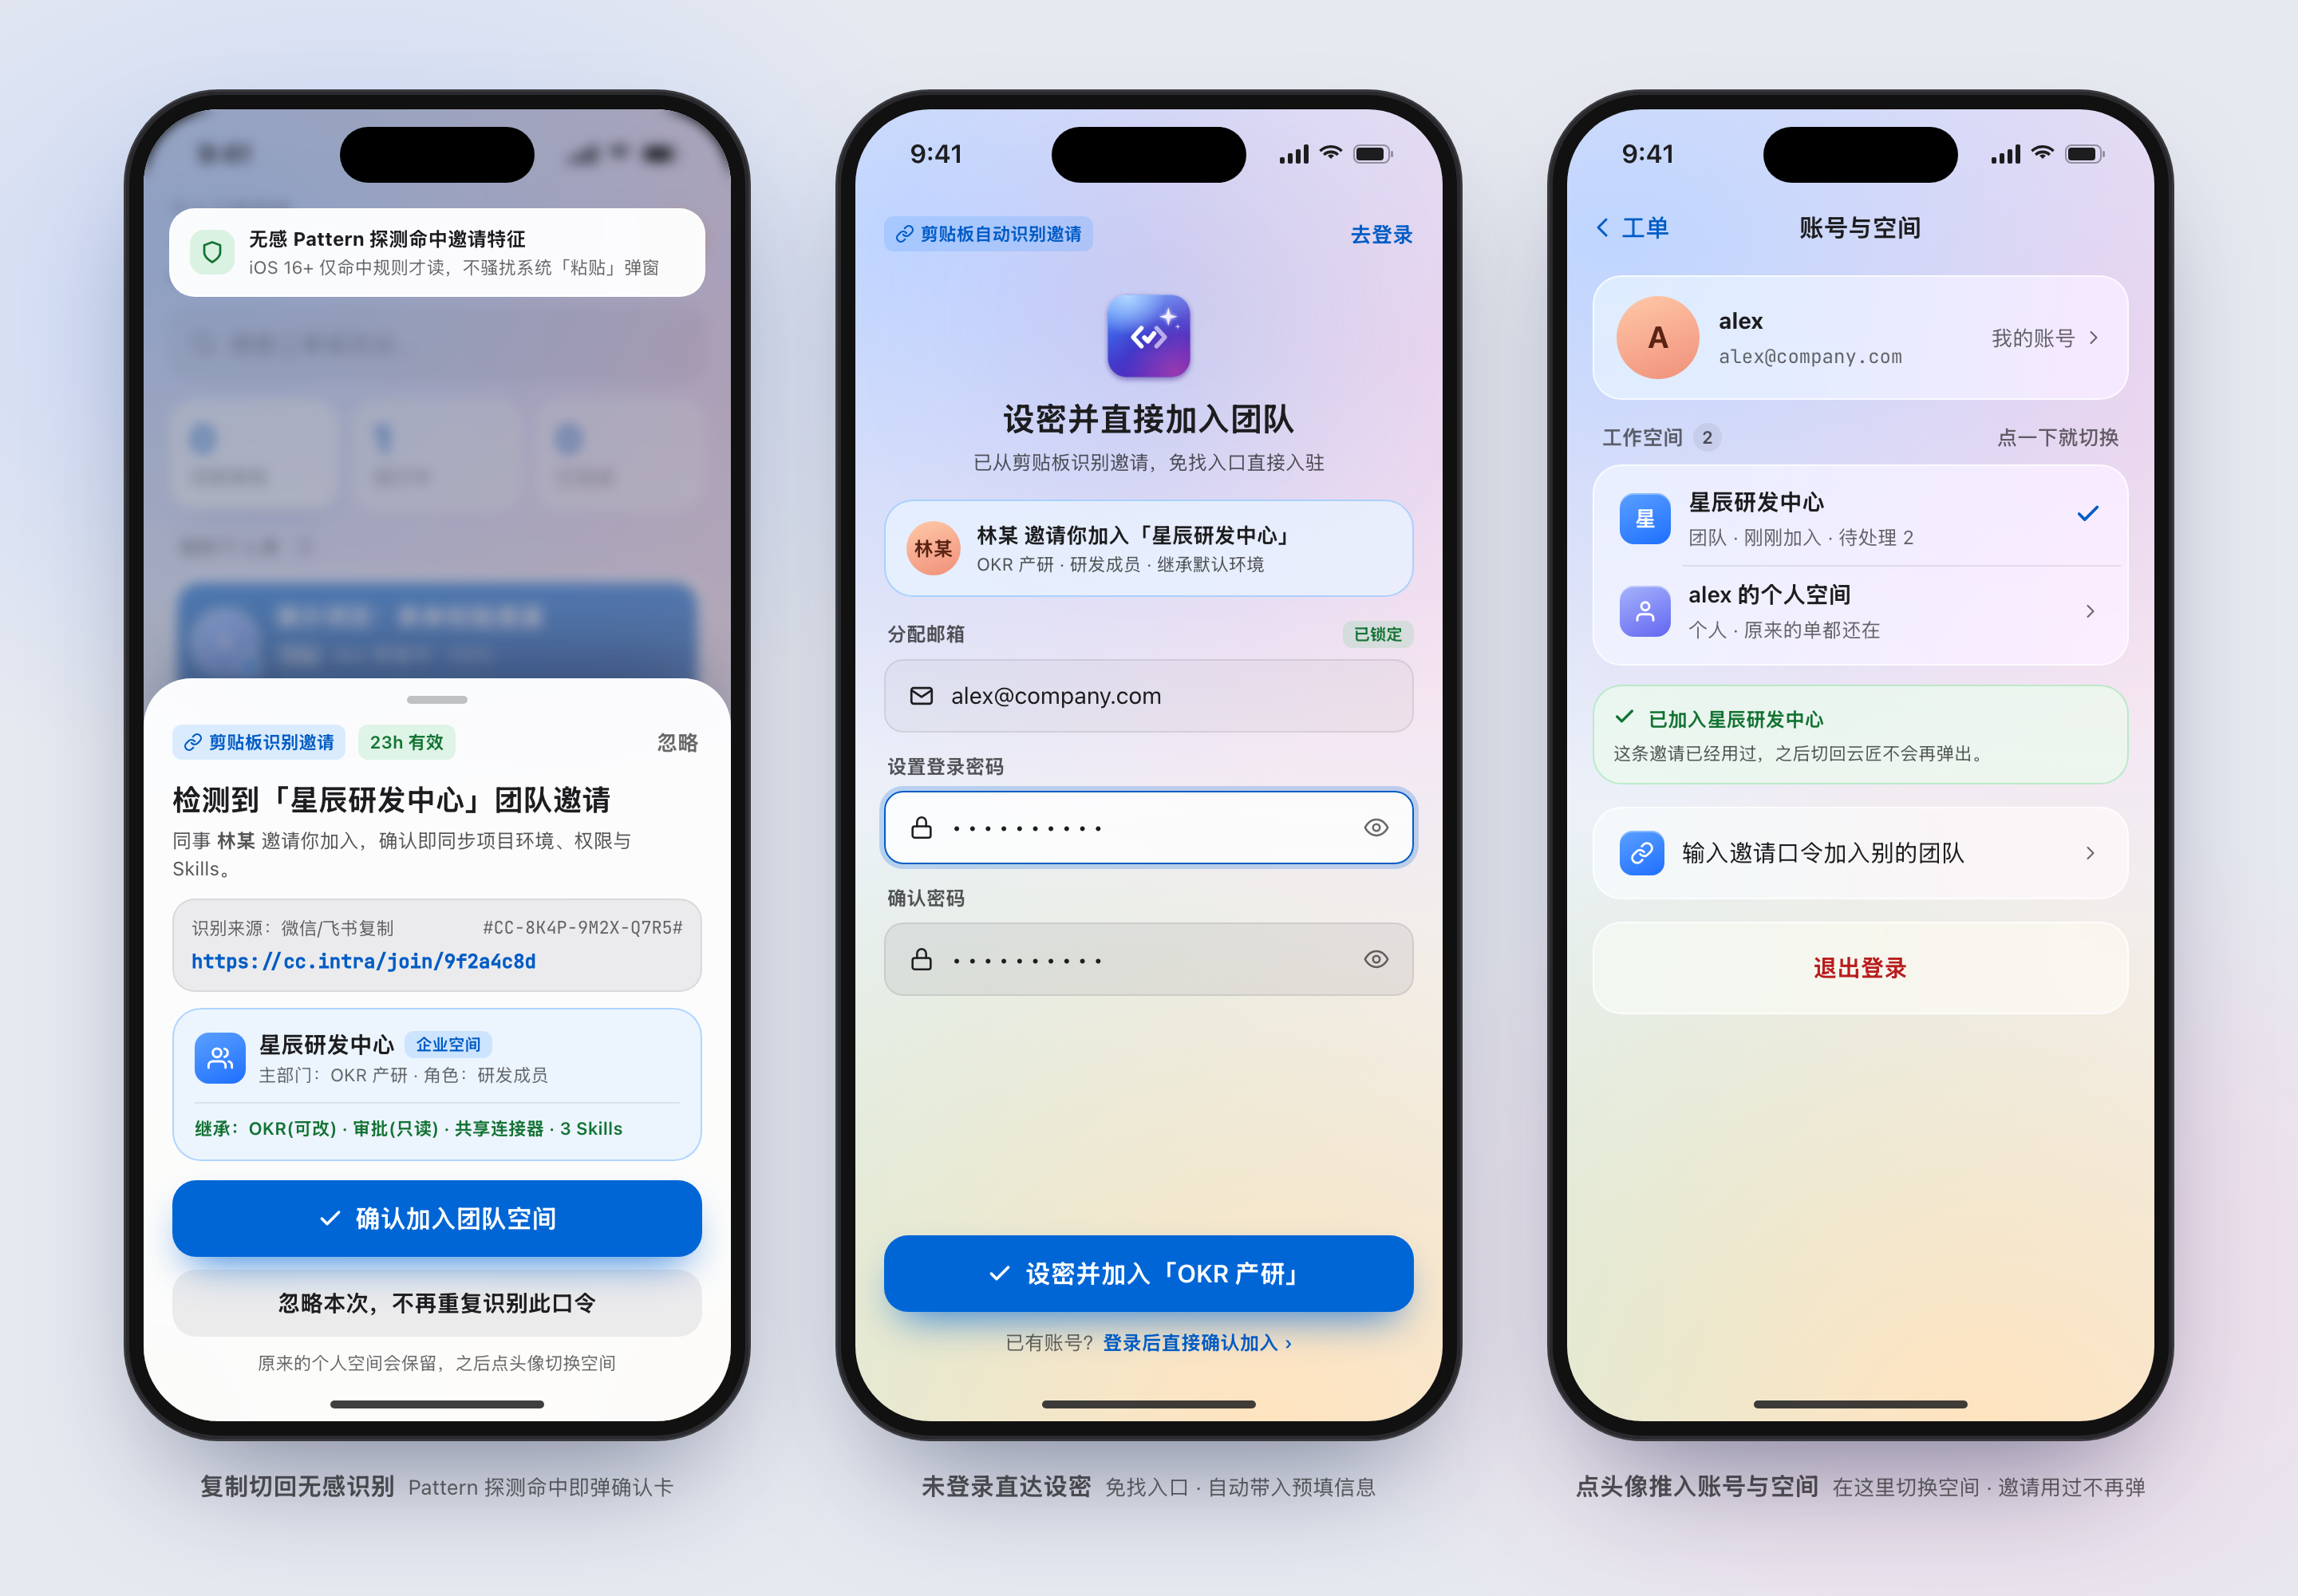 无感 Pattern 探测命中邀请特征
iOS 16+ 仅命中规则才读，不骚扰系统「粘贴」弹窗
剪贴板识别邀请
23h 有效
忽略
检测到「星辰研发中心」团队邀请
同事 林某 邀请你加入，确认即同步项目环境、权限与
Skills。
识别来源：微信/飞书复制
#CC-8K4P-9M2X-Q7R5#
https://cc.intra/join/9f2a4c8d
星辰研发中心
企业空间
主部门：OKR 产研 · 角色：研发成员
继承：OKR(可改) · 审批(只读) · 共享连接器 · 3 Skills
确认加入团队空间
忽略本次，不再重复识别此口令
原来的个人空间会保留，之后点头像切换空间
复制切回无感识别 Pattern 探测命中即弹确认卡
9:41
剪贴板自动识别邀请
去登录
设密并直接加入团队
已从剪贴板识别邀请，免找入口直接入驻
林某
林某 邀请你加入「星辰研发中心」
OKR 产研 · 研发成员 · 继承默认环境
分配邮箱
已锁定
alex@company.com
设置登录密码
确认密码
设密并加入「OKR 产研」
已有账号？ 登录后直接确认加入 ›
未登录直达设密 免找入口 · 自动带入预填信息
9:41
工单
账号与空间
A
alex
alex@company.com
我的账号
工作空间 2
点一下就切换
星
星辰研发中心
团队 · 刚刚加入 · 待处理 2
alex 的个人空间
个人 · 原来的单都还在
已加入星辰研发中心
这条邀请已经用过，之后切回云匠不会再弹出。
输入邀请口令加入别的团队
退出登录
点头像推入账号与空间 在这里切换空间 · 邀请用过不再弹